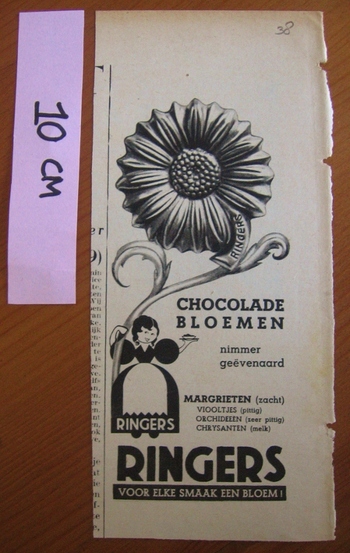 38
10 CM
RINGERS
CHOCOLADE
BLOEMEN
nimmer
geëvenaard
MARGRIETEN (zacht)
VIOOLTJES (pittig)
ORCHIDEEEN (zeer pittig)
CHRYSANTEN (melk)
RINGERS
RINGERS
VOOR ELKE SMAAK EEN BLOEM!